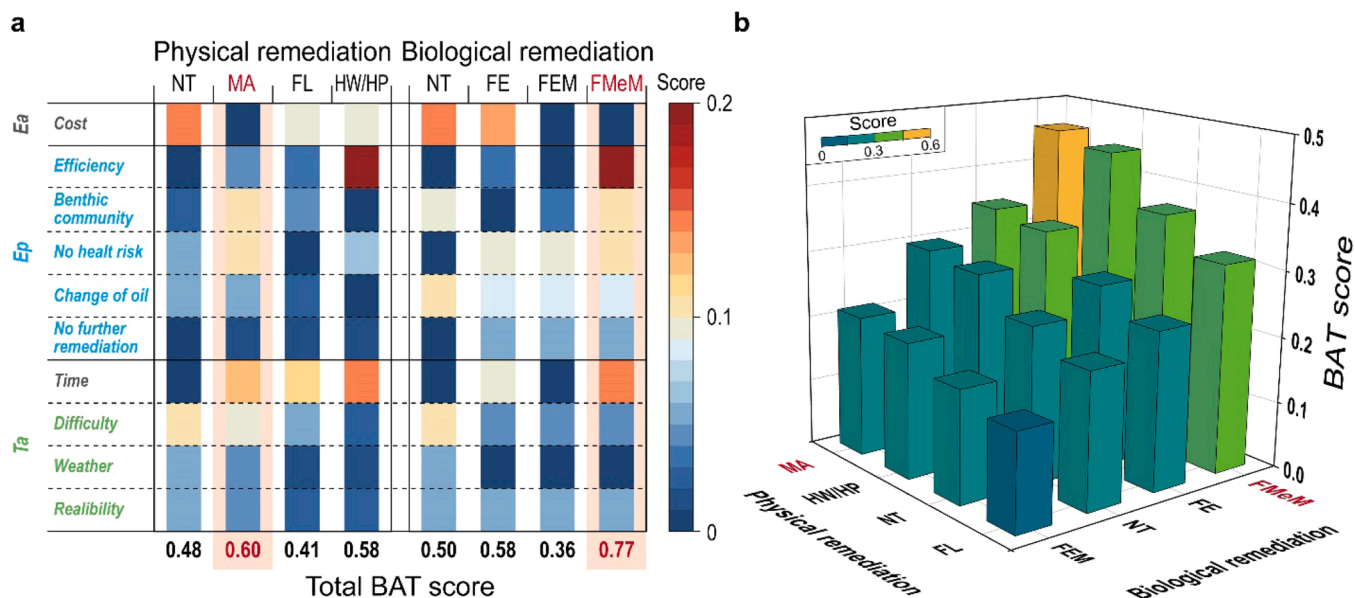 a
Physical remediation Biological remediation
NT MA FL HW/HP NT FE FEM FMeM Score
Ea
Cost
Ep
Efficiency
Benthic
community
No healt risk
Change of oil
No further
remediation
Time
Ta
Difficulty
Weather
Realibility
0.2
0.1
0
0.48 0.60 0.41 0.58 0.50 0.58 0.36 0.77
Total BAT score
b
Score
0 0.3 0.6
0.5
0.4
0.3
0.2
0.1
0.0
BAT score
MA
HW/HP
NT
FL
Physical remediation
FEM
NT
FE
FMeM
Biological remediation